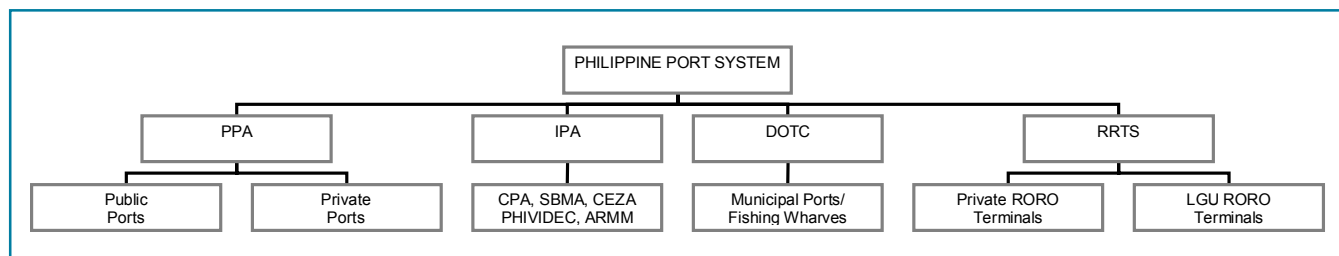 PHILIPPINE PORT SYSTEM
PPA
IPA
DOTC
RRTS
Public
Ports
Private
Ports
CPA, SBMA, CEZA
PHIVIDEC, ARMM
Municipal Ports/
Fishing Wharves
Private RORO
Terminals
LGU RORO
Terminals